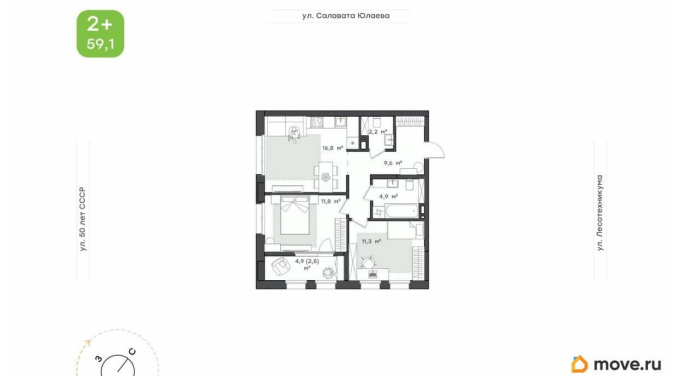 2+
59,1
ул. Салавата Юлаева
2,2 м²
16,8 м²
9,6 м²
ул. 50 лет СССР
ул. Лесотехникума
4,9 м²
11,8 м²
11,3 м²
4,9 (2,5)
м²
З
С
move.ru